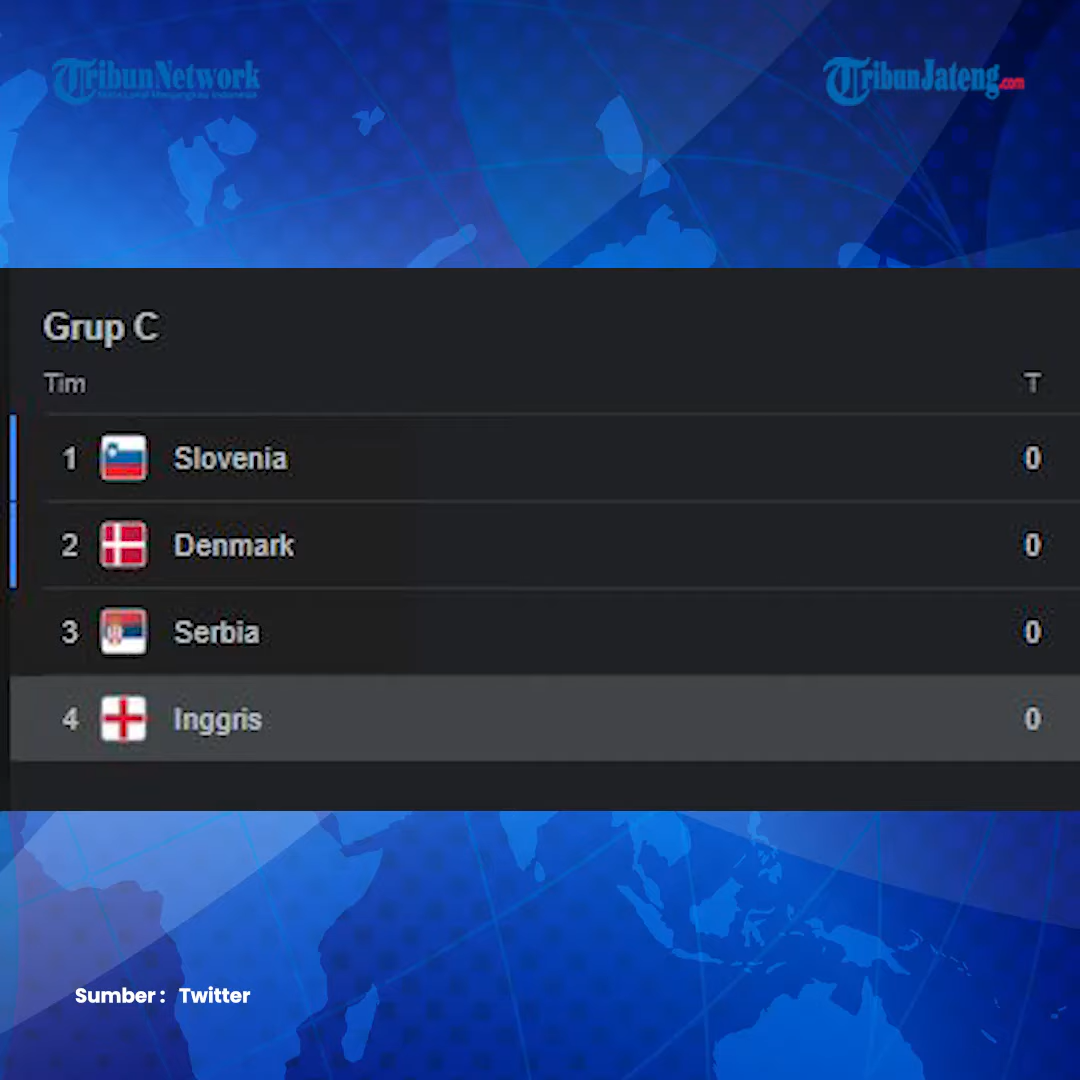 TribunNetwork
TribunJateng.com
Grup C
Tim T
1 Slovenia 0
2 Denmark 0
3 Serbia 0
4 Inggris 0
Sumber : Twitter